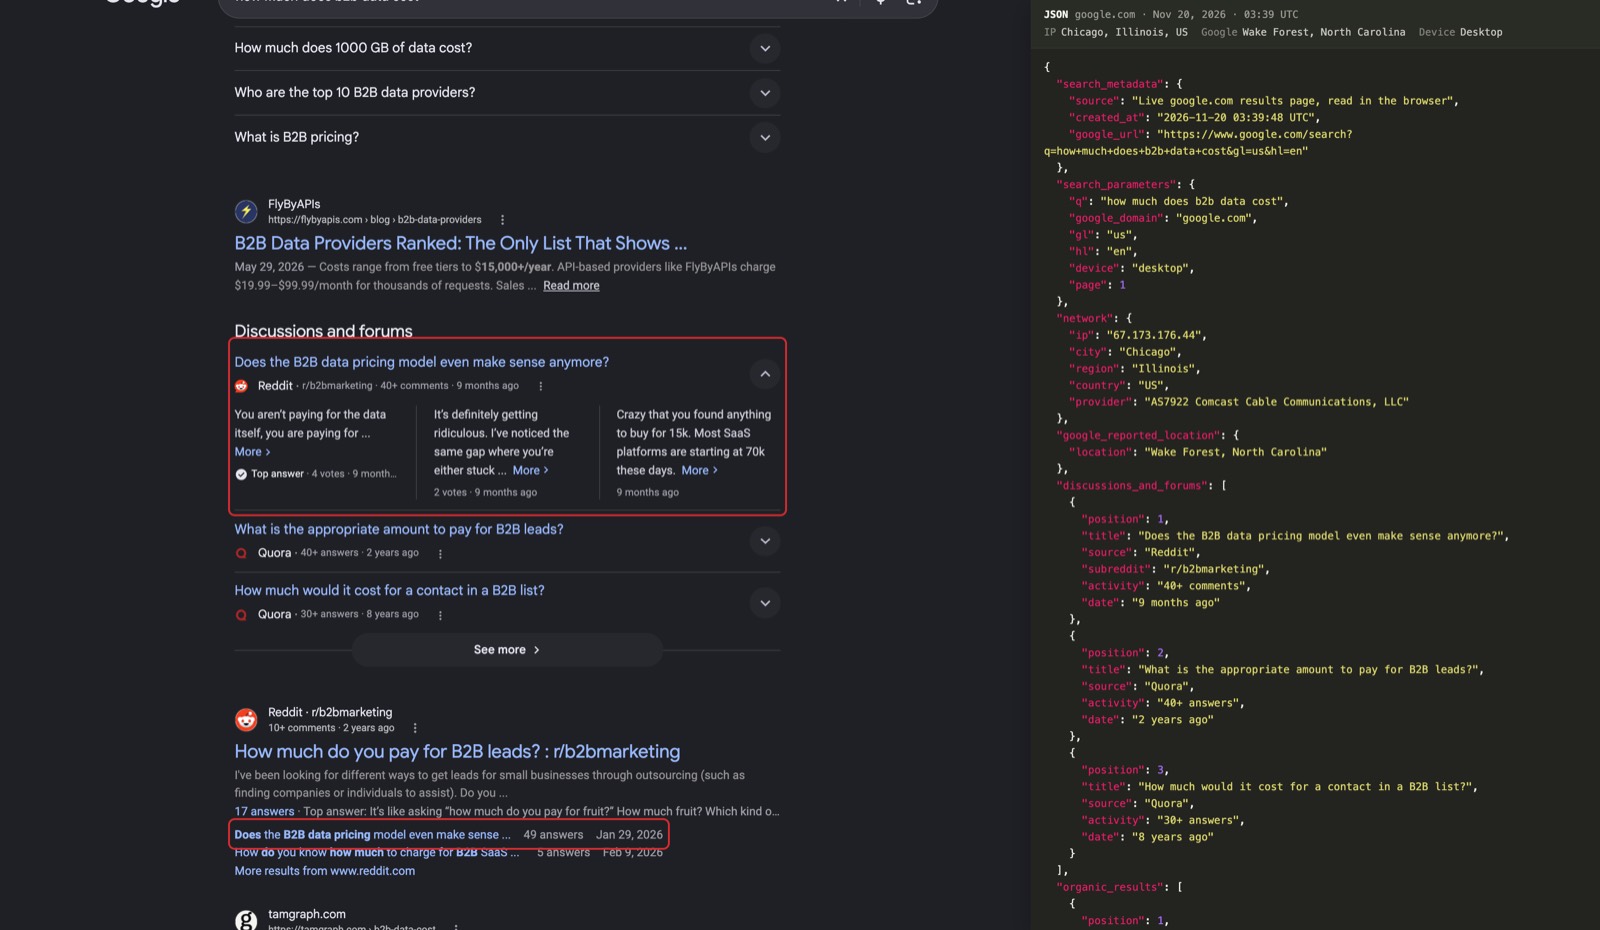 How much does 1000 GB of data cost?
Who are the top 10 B2B data providers?
What is B2B pricing?
FlyByAPIs
https://flybyapis.com › blog › b2b-data-providers
B2B Data Providers Ranked: The Only List That Shows ...
May 29, 2026 — Costs range from free tiers to $15,000+/year. API-based providers like FlyByAPIs charge
$19.99–$99.99/month for thousands of requests. Sales ... Read more
Discussions and forums
Does the B2B data pricing model even make sense anymore?
Reddit · r/b2bmarketing · 40+ comments · 9 months ago
You aren't paying for the data
itself, you are paying for ...
More ›
Top answer · 4 votes · 9 month...
It's definitely getting
ridiculous. I've noticed the
same gap where you're
either stuck ... More ›
2 votes · 9 months ago
Crazy that you found anything
to buy for 15k. Most SaaS
platforms are starting at 70k
these days. More ›
9 months ago
What is the appropriate amount to pay for B2B leads?
Quora · 40+ answers · 2 years ago
How much would it cost for a contact in a B2B list?
Quora · 30+ answers · 8 years ago
See more ›
Reddit · r/b2bmarketing
10+ comments · 2 years ago
How much do you pay for B2B leads? : r/b2bmarketing
I've been looking for different ways to get leads for small businesses through outsourcing (such as
finding companies or individuals to assist). Do you ...
17 answers · Top answer: It's like asking "how much do you pay for fruit?" How much fruit? Which kind o...
Does the B2B data pricing model even make sense ... 49 answers Jan 29, 2026
How do you know how much to charge for B2B SaaS ... 5 answers Feb 9, 2026
More results from www.reddit.com
tamgraph.com
https://tamgraph.com › b2b-data-cost
JSON google.com · Nov 20, 2026 · 03:39 UTC
IP Chicago, Illinois, US Google Wake Forest, North Carolina Device Desktop
{
"search_metadata": {
"source": "Live google.com results page, read in the browser",
"created_at": "2026-11-20 03:39:48 UTC",
"google_url": "https://www.google.com/search?
q=how+much+does+b2b+data+cost&gl=us&hl=en"
},
"search_parameters": {
"q": "how much does b2b data cost",
"google_domain": "google.com",
"gl": "us",
"hl": "en",
"device": "desktop",
"page": 1
},
"network": {
"ip": "67.173.176.44",
"city": "Chicago",
"region": "Illinois",
"country": "US",
"provider": "AS7922 Comcast Cable Communications, LLC"
},
"google_reported_location": {
"location": "Wake Forest, North Carolina"
},
"discussions_and_forums": [
{
"position": 1,
"title": "Does the B2B data pricing model even make sense anymore?",
"source": "Reddit",
"subreddit": "r/b2bmarketing",
"activity": "40+ comments",
"date": "9 months ago"
},
{
"position": 2,
"title": "What is the appropriate amount to pay for B2B leads?",
"source": "Quora",
"activity": "40+ answers",
"date": "2 years ago"
},
{
"position": 3,
"title": "How much would it cost for a contact in a B2B list?",
"source": "Quora",
"activity": "30+ answers",
"date": "8 years ago"
}
],
"organic_results": [
{
"position": 1,